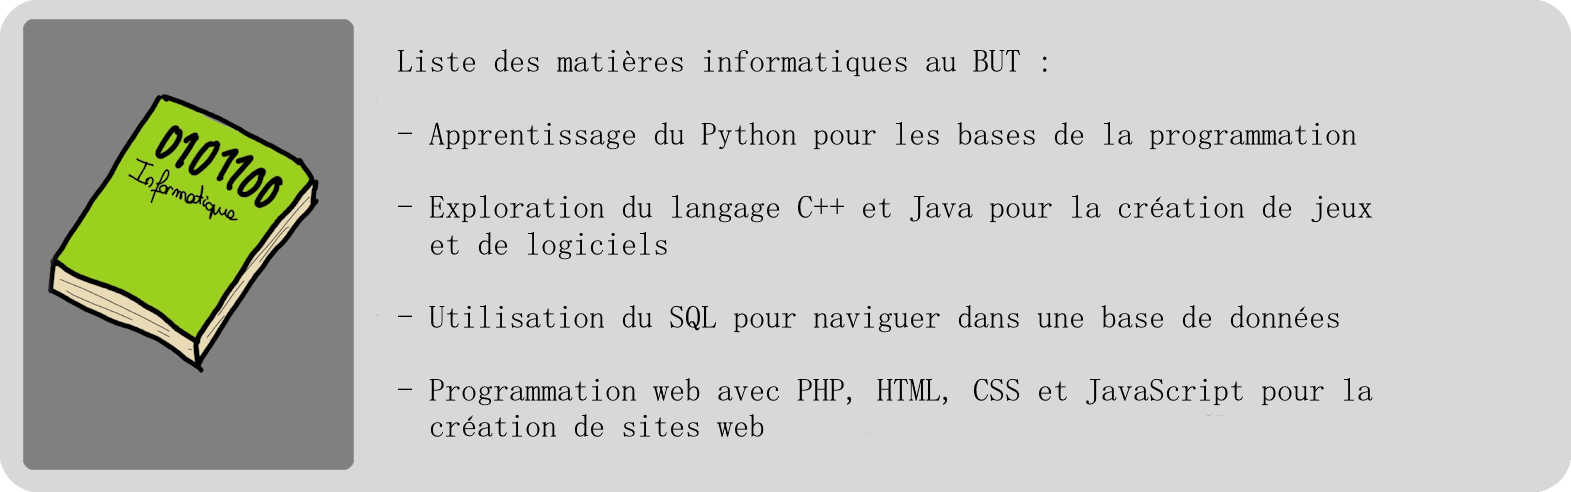 0101100
Informatique
Liste des matières informatiques au BUT :
- Apprentissage du Python pour les bases de la programmation
- Exploration du langage C++ et Java pour la création de jeux
et de logiciels
- Utilisation du SQL pour naviguer dans une base de données
- Programmation web avec PHP, HTML, CSS et JavaScript pour la
création de sites web